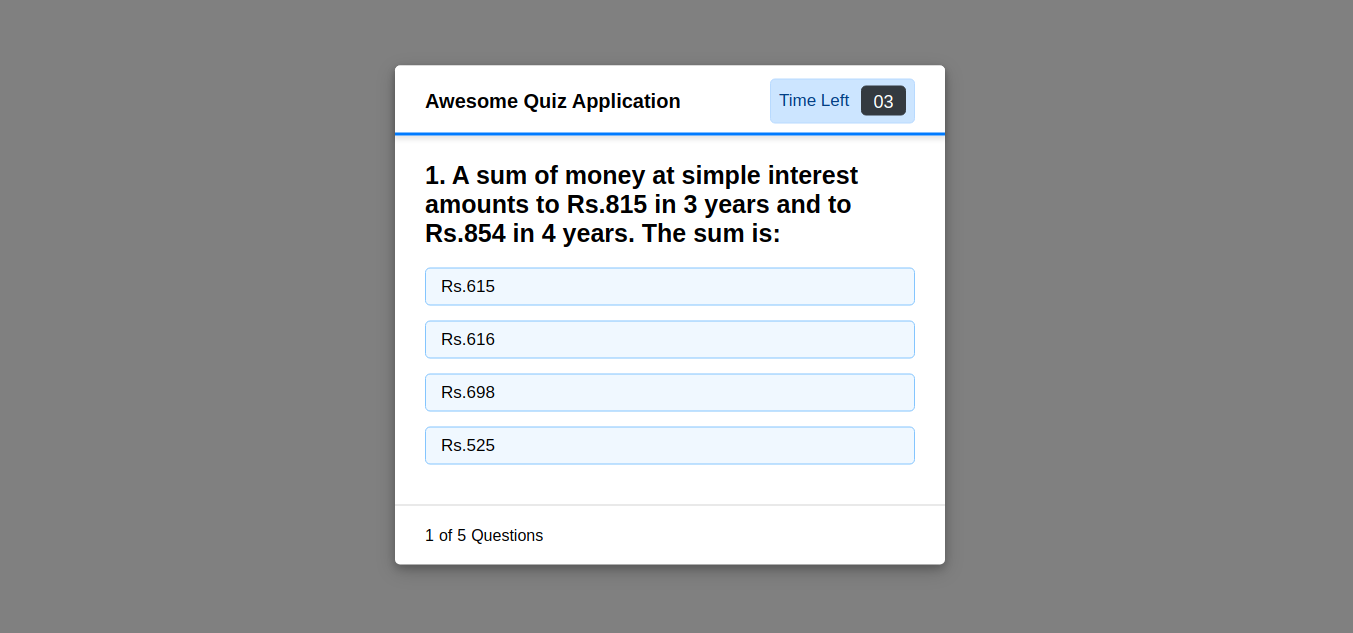 Awesome Quiz Application
Time Left 03
1. A sum of money at simple interest
amounts to Rs.815 in 3 years and to
Rs.854 in 4 years. The sum is:
Rs.615
Rs.616
Rs.698
Rs.525
1 of 5 Questions